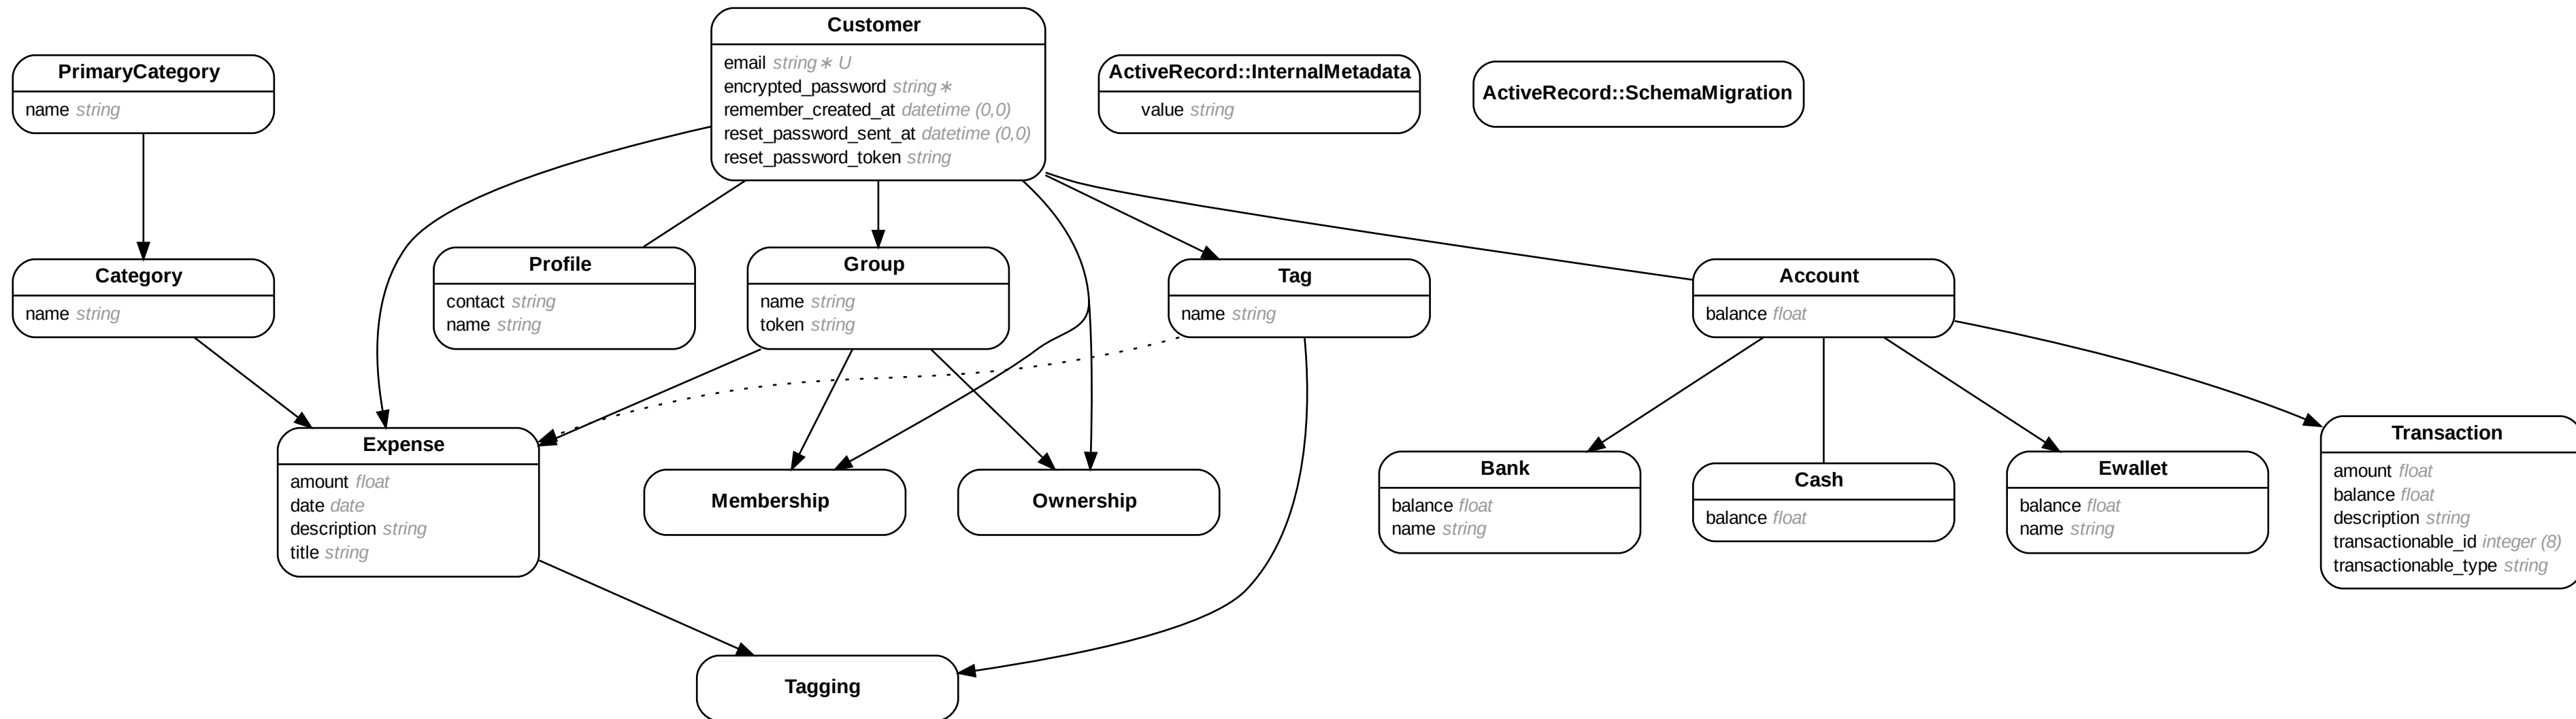 Customer
email string∗ U
encrypted_password string∗
remember_created_at datetime (0,0)
reset_password_sent_at datetime (0,0)
reset_password_token string
PrimaryCategory
name string
ActiveRecord::InternalMetadata
value string
ActiveRecord::SchemaMigration
Category
name string
Profile
contact string
name string
Group
name string
token string
Tag
name string
Account
balance float
Expense
amount float
date date
description string
title string
Membership
Ownership
Bank
balance float
name string
Cash
balance float
Ewallet
balance float
name string
Transaction
amount float
balance float
description string
transactionable_id integer (8)
transactionable_type string
Tagging